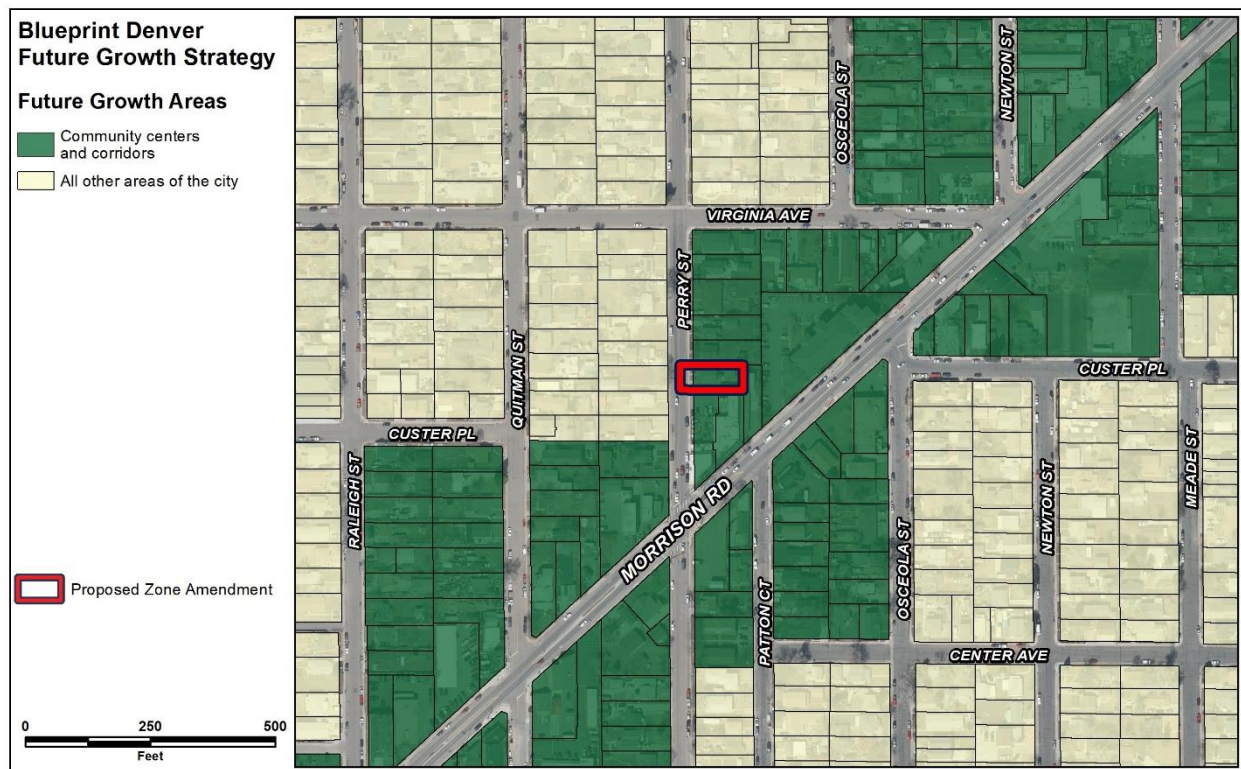 Blueprint Denver
Future Growth Strategy
Future Growth Areas
Community centers
and corridors
All other areas of the city
Proposed Zone Amendment
0 250 500
Feet
OSCEOLA ST
NEWTON ST
VIRGINIA AVE
PERRY ST
QUITMAN ST
CUSTER PL
CUSTER PL
RALEIGH ST
MORRISON RD
MEADE ST
OSCEOLA ST
NEWTON ST
PATTON CT
CENTER AVE